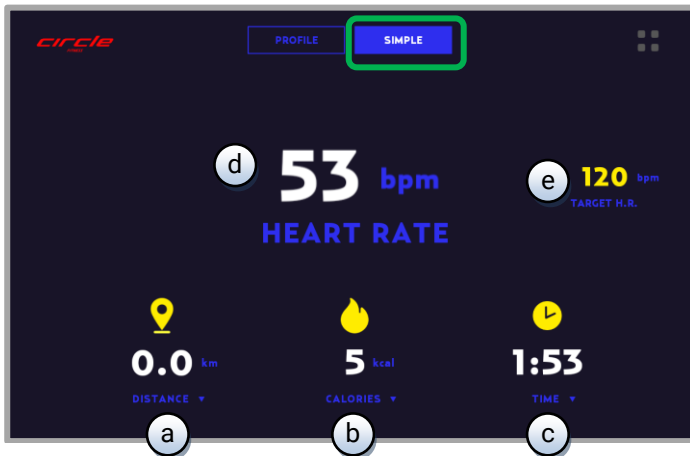 circle
PROFILE SIMPLE
d 53 bpm e 120 bpm
TARGET H.R.
HEART RATE
0.0 km 5 kcal 1:53
DISTANCE ▼ CALORIES ▼ TIME ▼
a b c